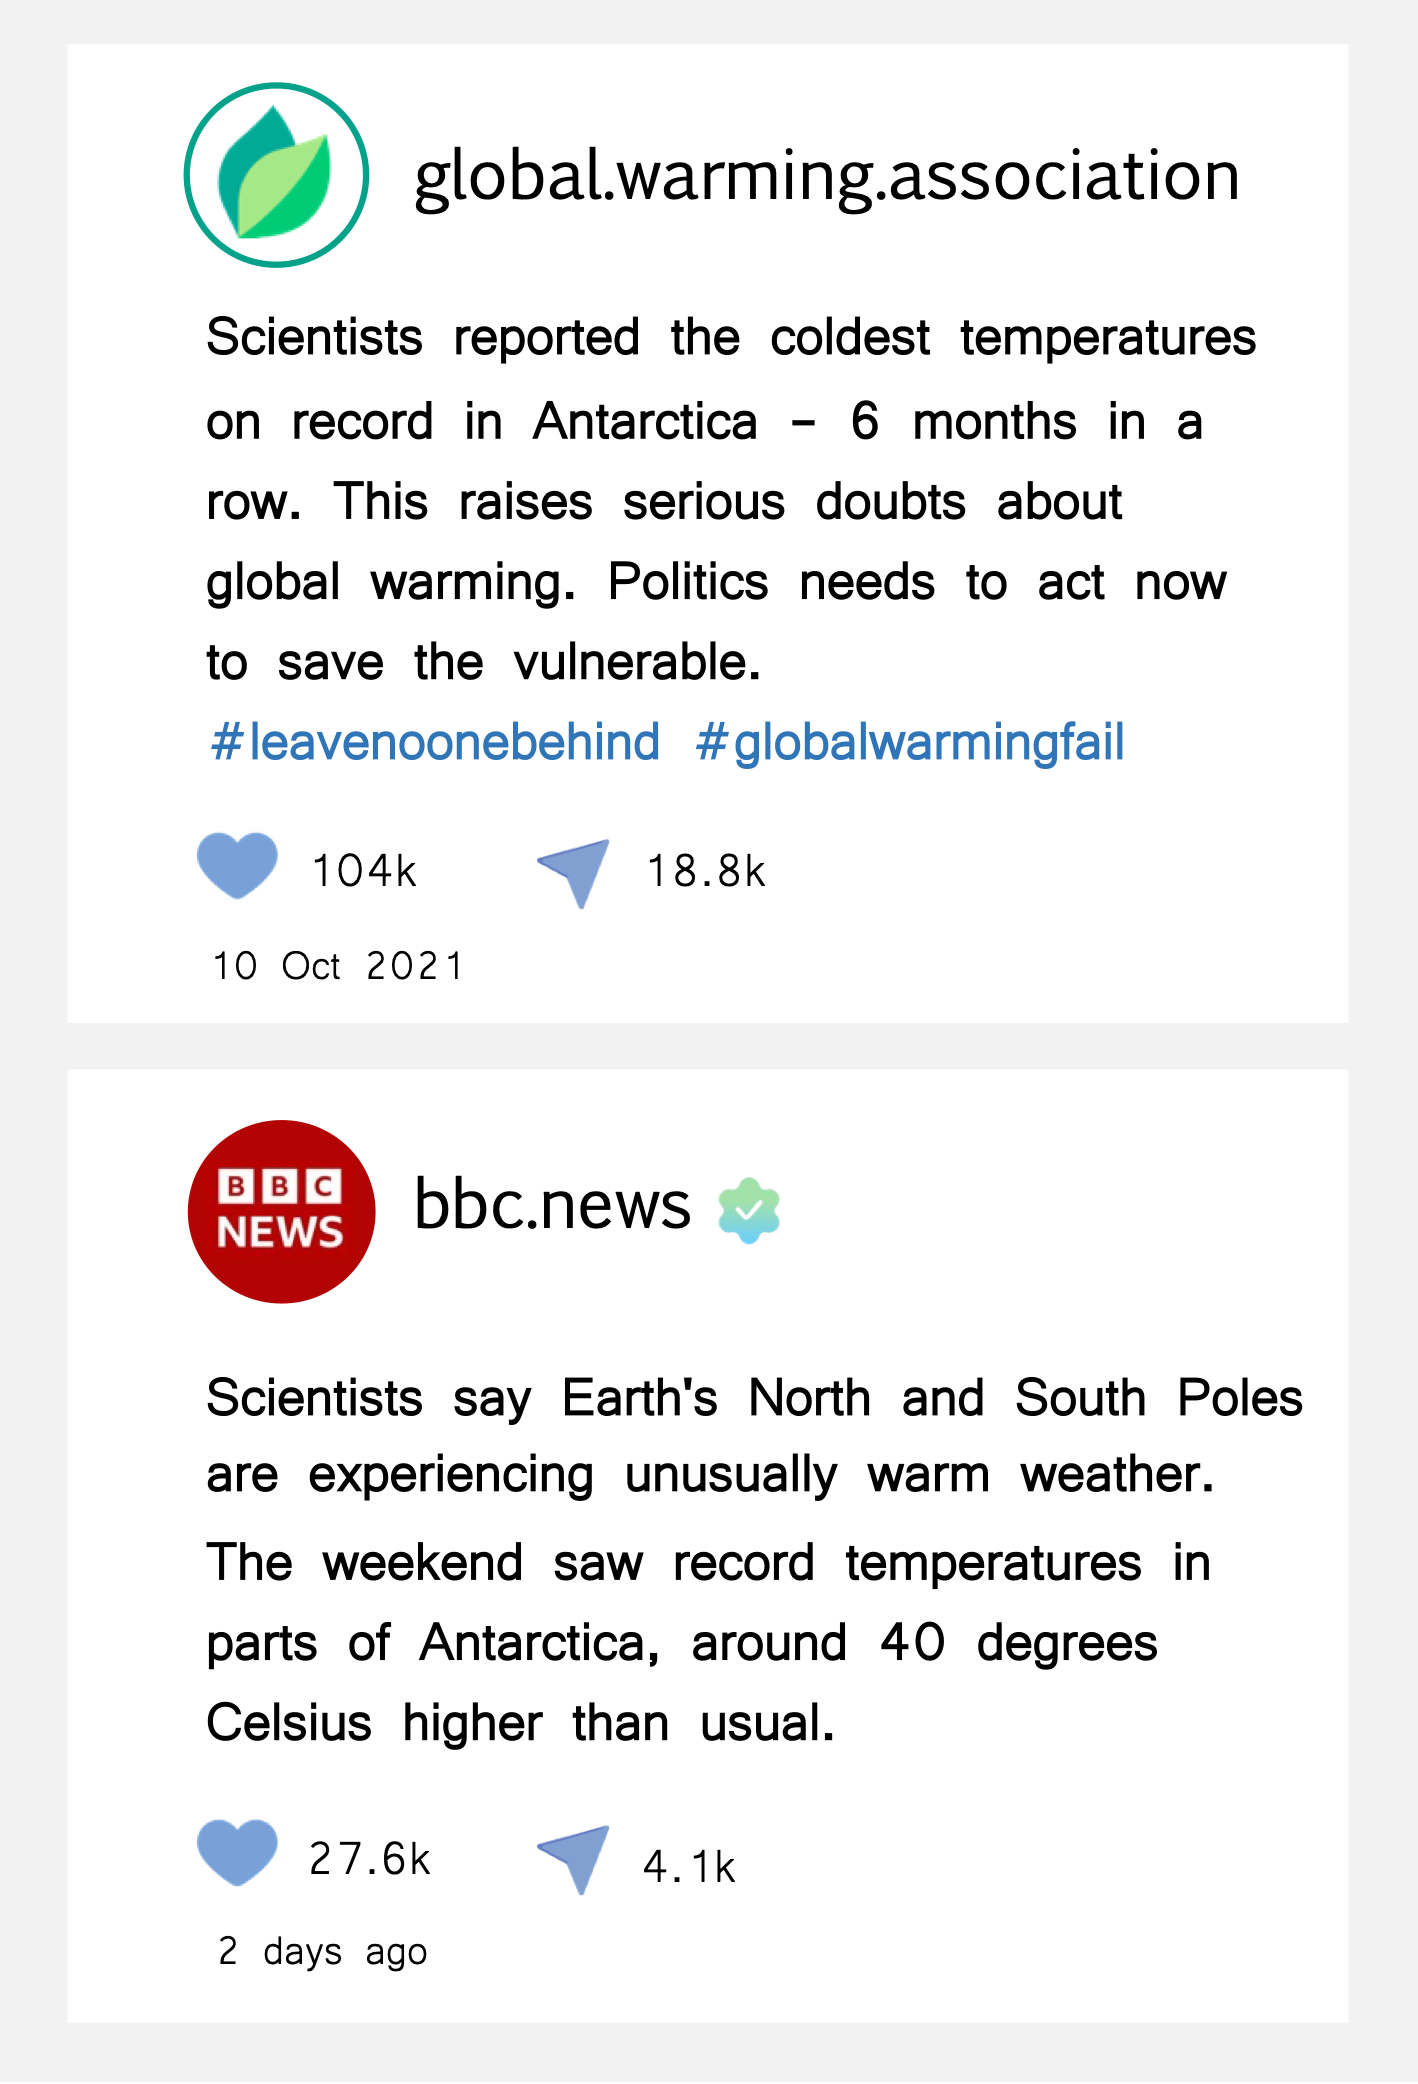 global.warming.association
Scientists reported the coldest temperatures
on record in Antarctica - 6 months in a
row. This raises serious doubts about
global warming. Politics needs to act now
to save the vulnerable.
#leavenoonebehind #globalwarmingfail
104k 18.8k
10 Oct 2021
BBC
NEWS
bbc.news
Scientists say Earth's North and South Poles
are experiencing unusually warm weather.
The weekend saw record temperatures in
parts of Antarctica, around 40 degrees
Celsius higher than usual.
27.6k 4.1k
2 days ago